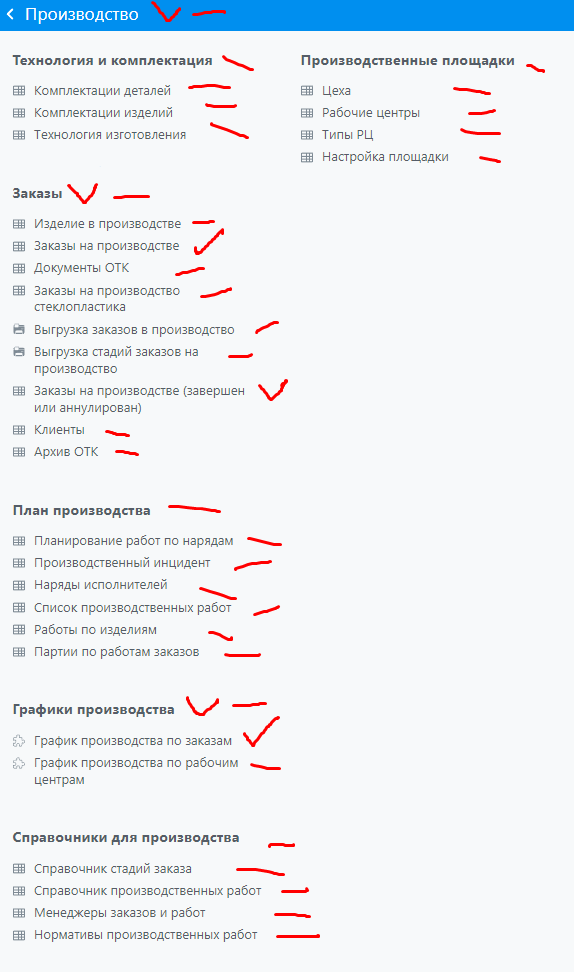 Производство
Технология и комплектация
Комплектации деталей
Комплектации изделий
Технология изготовления
Производственные площадки
Цеха
Рабочие центры
Типы РЦ
Настройка площадки
Заказы
Изделие в производстве
Заказы на производстве
Документы ОТК
Заказы на производство
стеклопластика
Выгрузка заказов в производство
Выгрузка стадий заказов на
производство
Заказы на производстве (завершен
или аннулирован)
Клиенты
Архив ОТК
План производства
Планирование работ по нарядам
Производственный инцидент
Наряды исполнителей
Список производственных работ
Работы по изделиям
Партии по работам заказов
Графики производства
График производства по заказам
График производства по рабочим
центрам
Справочники для производства
Справочник стадий заказа
Справочник производственных работ
Менеджеры заказов и работ
Нормативы производственных работ